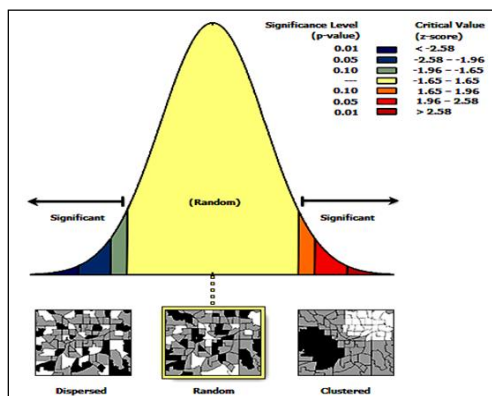 Significance Level Critical Value
(p-value) (z-score)
0.01 < -2.58
0.05 -2.58 – -1.96
0.10 -1.96 – -1.65
— -1.65 – 1.65
0.10 1.65 – 1.96
0.05 1.96 – 2.58
0.01 > 2.58
(Random)
Significant Significant
Dispersed Random Clustered